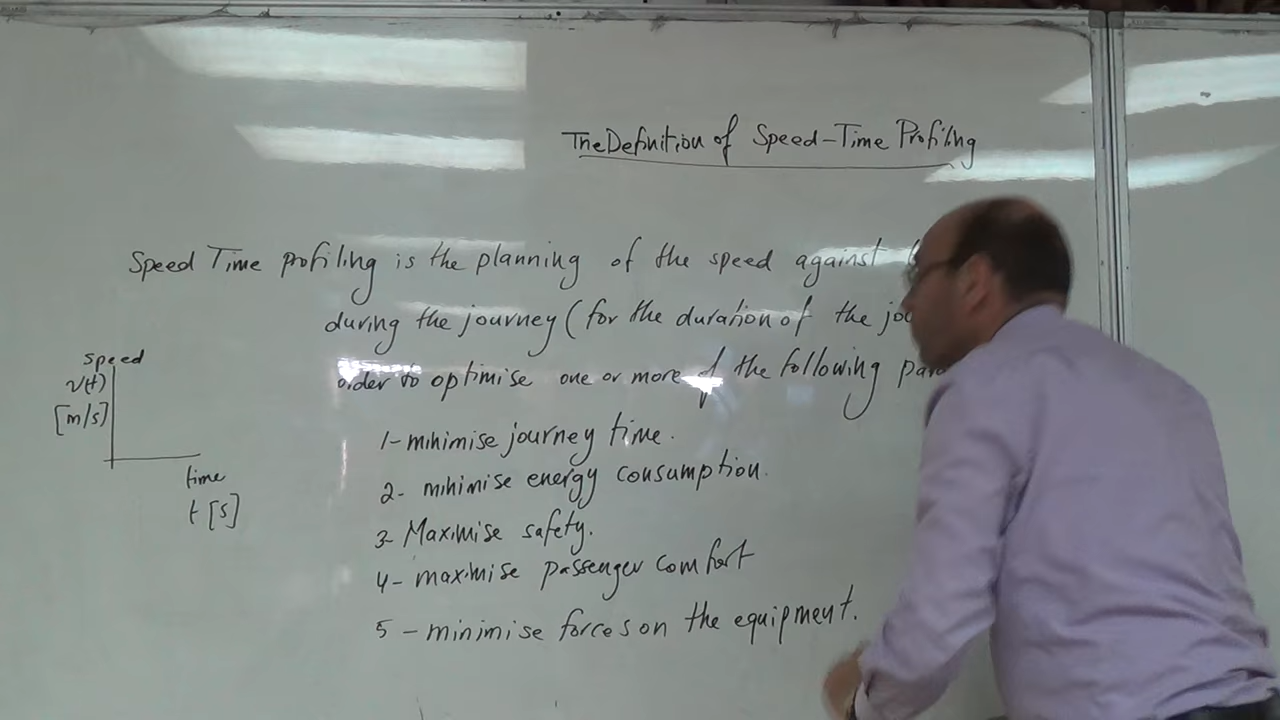 The Definition of Speed-Time Profiling
Speed Time profiling is the planning of the speed against
during the journey (for the duration of the
order to optimise one or more of the following
1- minimise journey time.
2- minimise energy consumption.
3- Maximise safety.
4- maximise passenger comfort
5 - minimise forces on the equipment.
speed
v(t)
[m/s]
time
t [s]